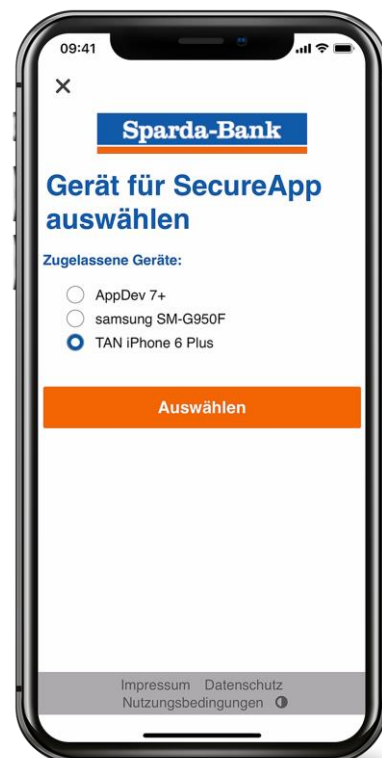 09:41
Sparda-Bank
Gerät für SecureApp
auswählen
Zugelassene Geräte:
AppDev 7+
samsung SM-G950F
TAN iPhone 6 Plus
Auswählen
Impressum Datenschutz
Nutzungsbedingungen